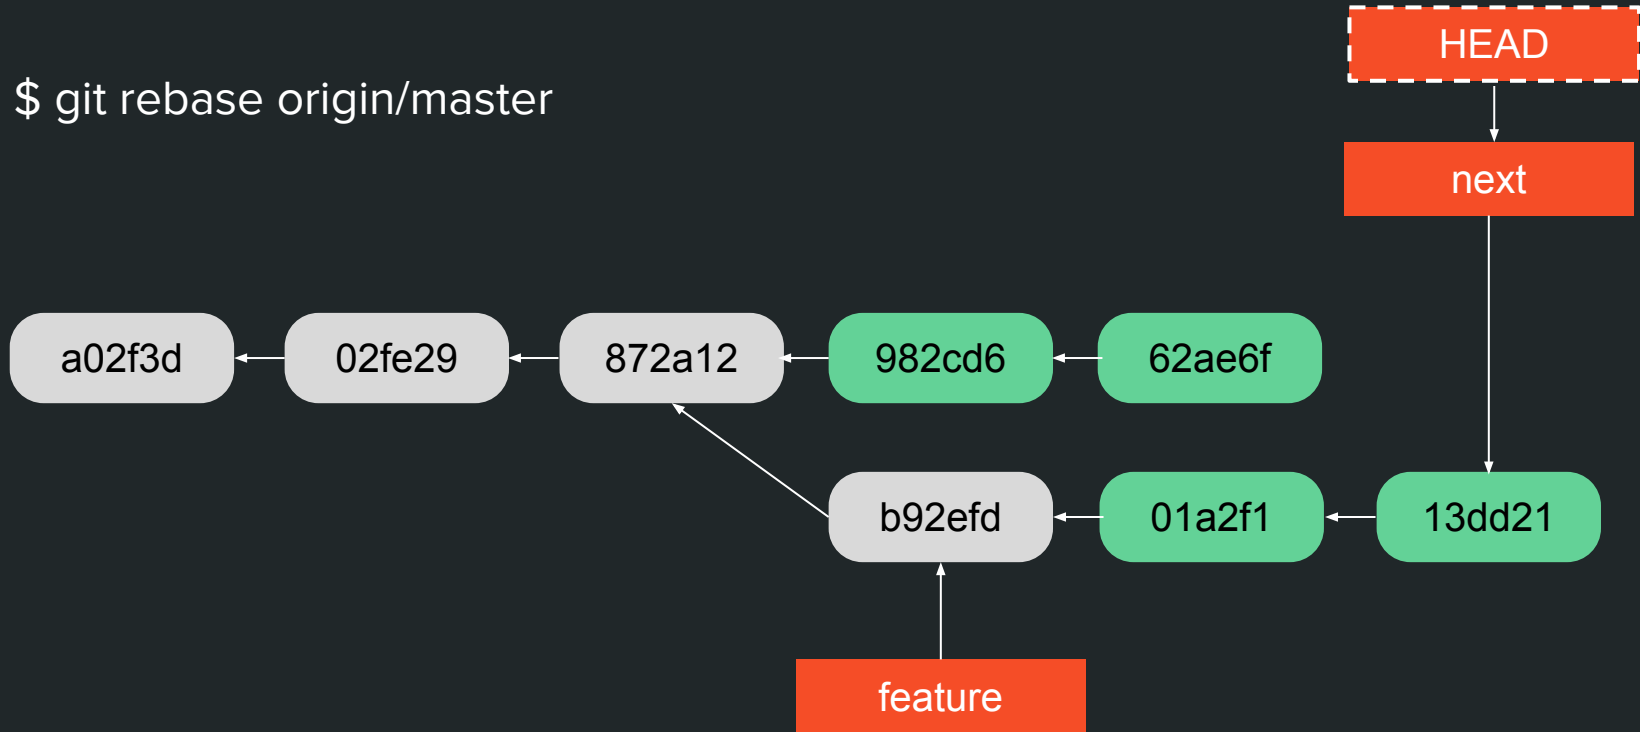 HEAD
$ git rebase origin/master
next
a02f3d
02fe29
872a12
982cd6
62ae6f
b92efd
01a2f1
13dd21
feature